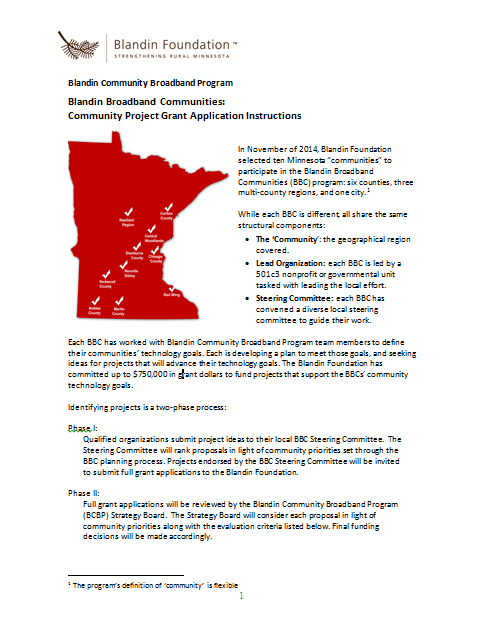 Blandin Foundation™
STRENGTHENING RURAL MINNESOTA
Blandin Community Broadband Program
Blandin Broadband Communities:
Community Project Grant Application Instructions
In November of 2014, Blandin Foundation
selected ten Minnesota "communities" to
participate in the Blandin Broadband
Communities (BBC) program: six counties, three
multi-county regions, and one city.1
While each BBC is different, all share the same
structural components:
• The 'Community': the geographical region
covered.
• Lead Organization: each BBC is led by a
501c3 nonprofit or governmental unit
tasked with leading the local effort.
• Steering Committee: each BBC has
convened a diverse local steering
committee to guide their work.
Resilient
Region
Carlton
County
Central
Woodlands
Sherburne
County
Chisago
County
Renville
Sibley
Redwood
County
Red Wing
Nobles
County
Martin
County
Each BBC has worked with Blandin Community Broadband Program team members to define
their communities' technology goals. Each is developing a plan to meet those goals, and seeking
ideas for projects that will advance their technology goals. The Blandin Foundation has
committed up to $750,000 in grant dollars to fund projects that support the BBCs' community
technology goals.
Identifying projects is a two-phase process:
Phase I:
Qualified organizations submit project ideas to their local BBC Steering Committee. The
Steering Committee will rank proposals in light of community priorities set through the
BBC planning process. Projects endorsed by the BBC Steering Committee will be invited
to submit full grant applications to the Blandin Foundation.
Phase II:
Full grant applications will be reviewed by the Blandin Community Broadband Program
(BCBP) Strategy Board. The Strategy Board will consider each proposal in light of
community priorities along with the evaluation criteria listed below. Final funding
decisions will be made accordingly.
1 The program's definition of 'community' is flexible
1